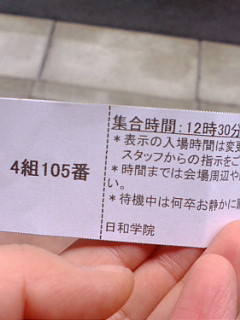 4組105番
集合時間:12時30分
*表示の入場時間は変更
スタッフからの指示をご
*時間までは会場周辺や
い。
*待機中は何卒お静かに
日和学院